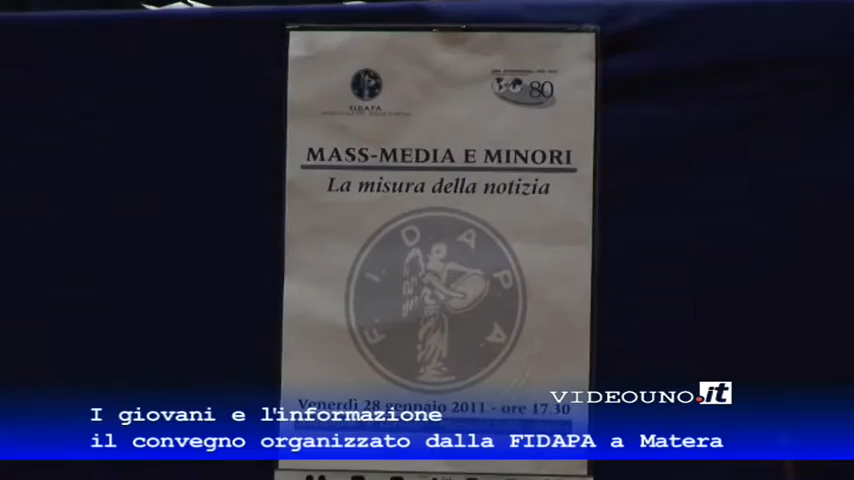 FIDAPA
80
MASS-MEDIA E MINORI
La misura della notizia
F.I.D.A.P.A.
Venerdì 28 gennaio 2011 - ore 17.30
VIDEOUNO.it
I giovani e l'informazione
il convegno organizzato dalla FIDAPA a Matera